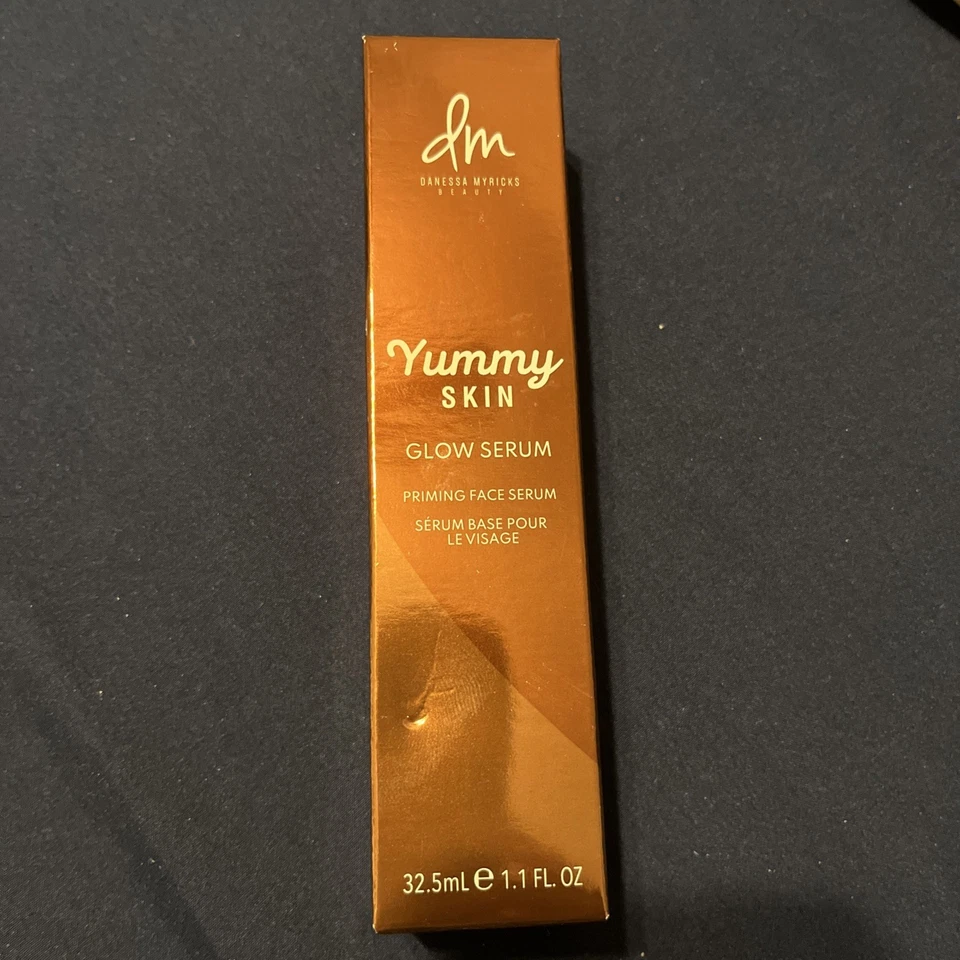 dm
DANESSA MYRICKS
BEAUTY
Yummy
SKIN
GLOW SERUM
PRIMING FACE SERUM
SÉRUM BASE POUR
LE VISAGE
32.5mL ℮ 1.1 FL. OZ